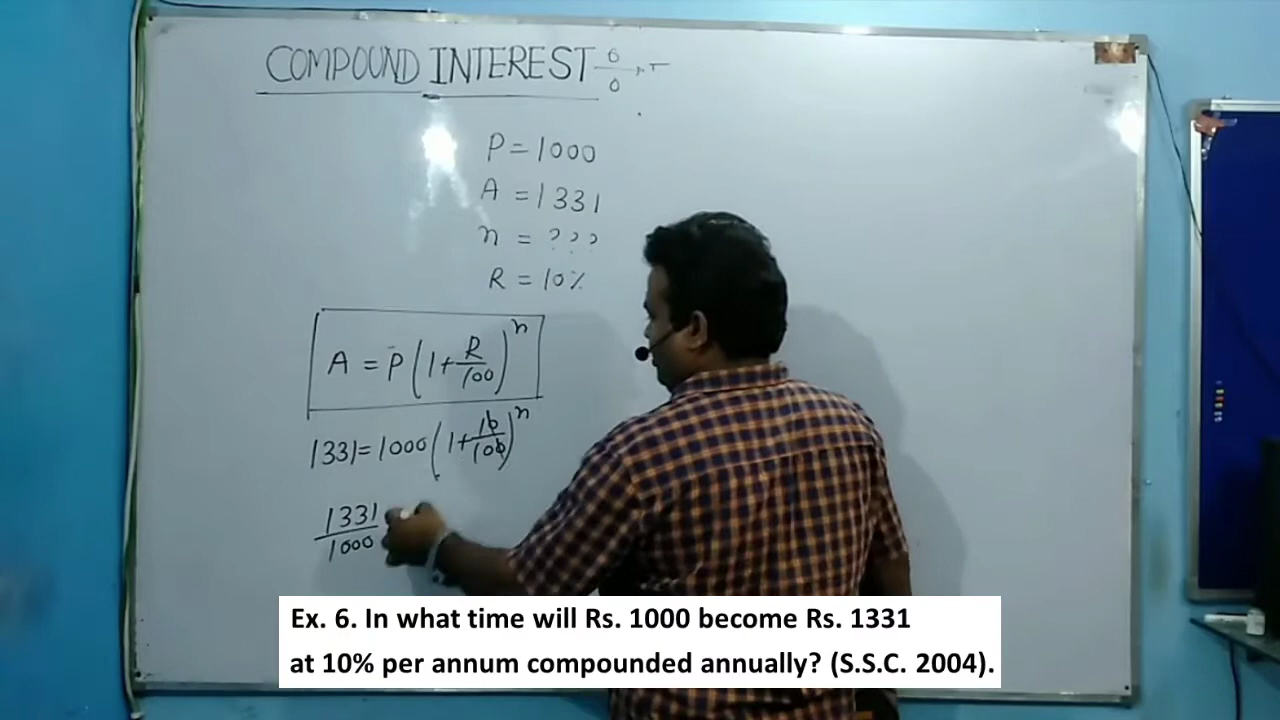 COMPOUND INTEREST
P = 1000
A = 1331
n = ???
R = 10%
A = P(1+R/100)^n
1331 = 1000(1+10/100)^n
1331/1000
Ex. 6. In what time will Rs. 1000 become Rs. 1331
at 10% per annum compounded annually? (S.S.C. 2004).